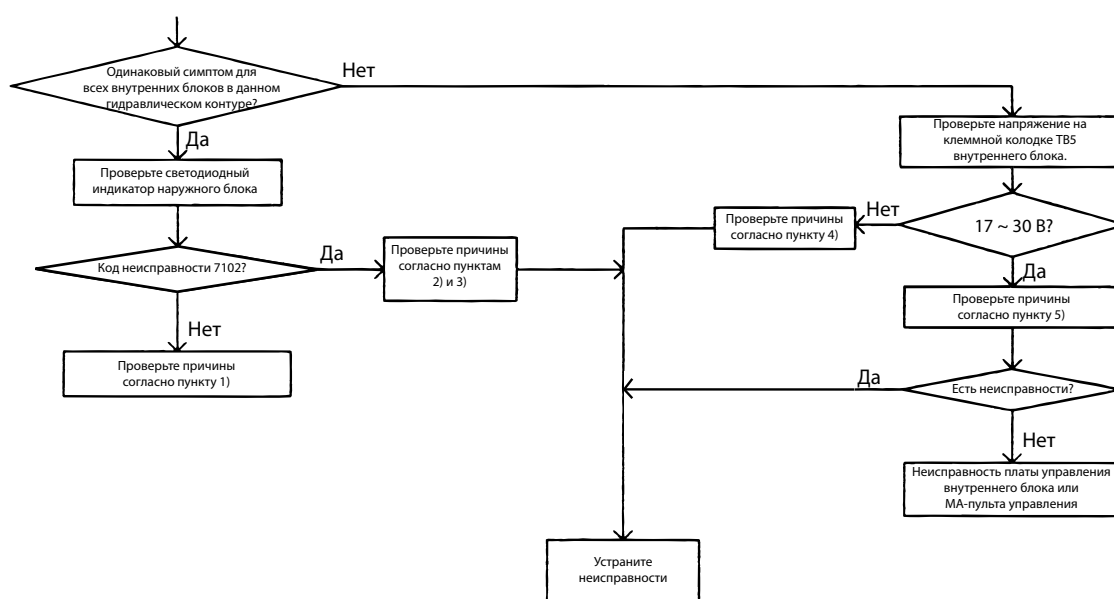 Одинаковый симптом для
всех внутренних блоков в данном
гидравлическом контуре?
Нет
Да
Проверьте напряжение на
клеммной колодке TB5
внутреннего блока.
Проверьте светодиодный
индикатор наружного блока
Проверьте причины
согласно пункту 4)
Нет
17 ~ 30 В?
Код неисправности 7102?
Да
Проверьте причины
согласно пунктам
2) и 3)
Да
Проверьте причины
согласно пункту 5)
Нет
Проверьте причины
согласно пункту 1)
Да
Есть неисправности?
Нет
Неисправность платы управления
внутреннего блока или
МА-пульта управления
Устраните
неисправности